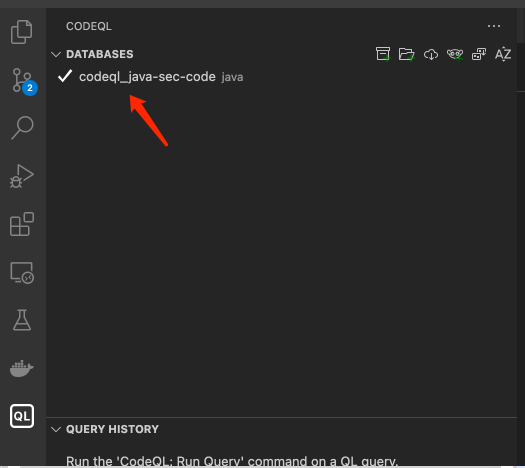 CODEQL
DATABASES
codeql_java-sec-code java
2
QL
QUERY HISTORY
Run the 'CodeQL: Run Query' command on a QL query.